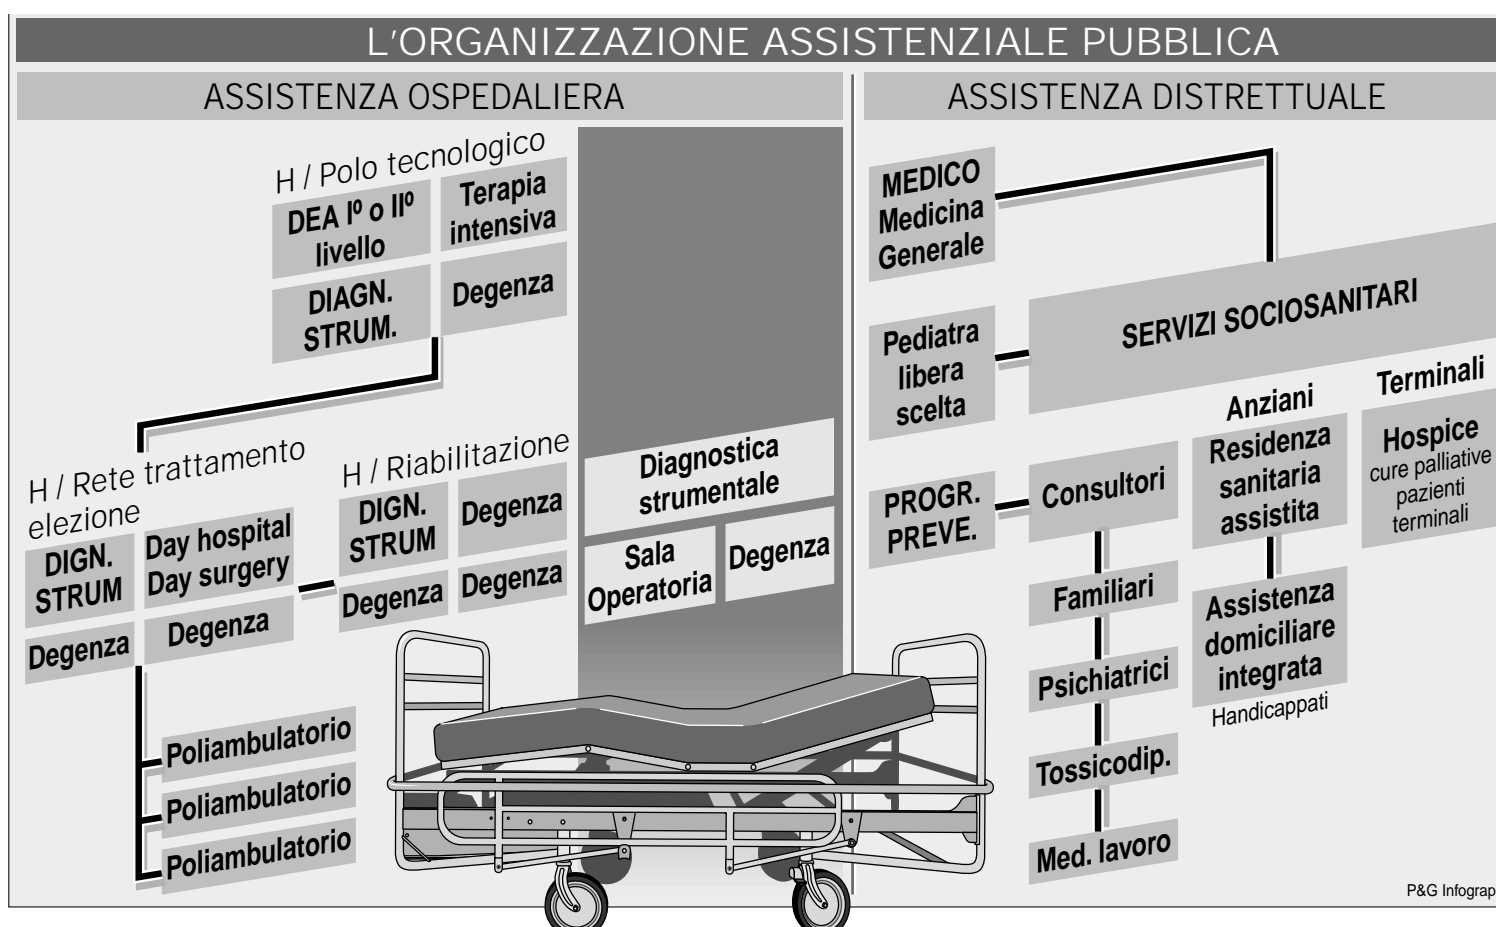 L'ORGANIZZAZIONE ASSISTENZIALE PUBBLICA
ASSISTENZA OSPEDALIERA
H / Polo tecnologico
DEA Iº o IIº
livello
Terapia
intensiva
DIAGN.
STRUM.
Degenza
H / Rete trattamento
elezione
DIGN.
STRUM
Day hospital
Day surgery
Degenza
Degenza
H / Riabilitazione
DIGN.
STRUM
Degenza
Degenza
Degenza
Poliambulatorio
Poliambulatorio
Poliambulatorio
Diagnostica
strumentale
Sala
Operatoria
Degenza
ASSISTENZA DISTRETTUALE
MEDICO
Medicina
Generale
Pediatra
libera
scelta
PROGR.
PREVE.
SERVIZI SOCIOSANITARI
Consultori
Familiari
Psichiatrici
Tossicodip.
Med. lavoro
Anziani
Residenza
sanitaria
assistita
Assistenza
domiciliare
integrata
Handicappati
Terminali
Hospice
cure palliative
pazienti
terminali
P&G Infograp